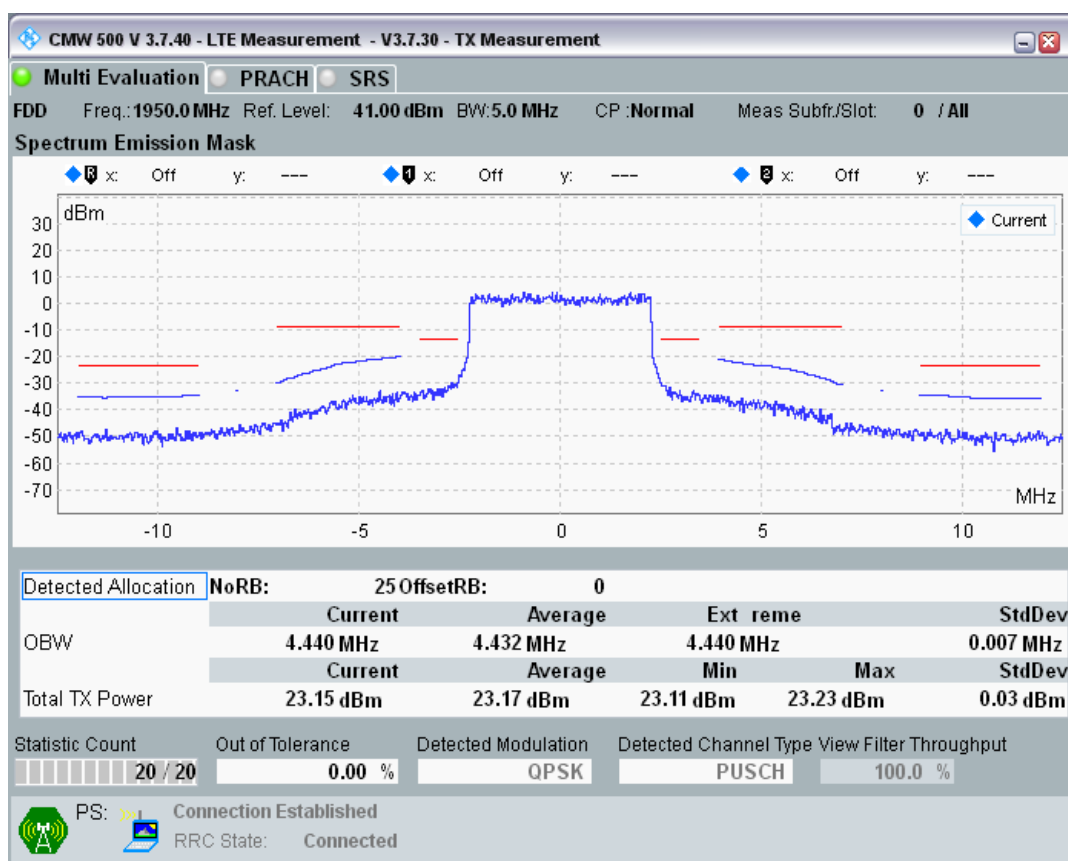 CMW 500 V 3.7.40 - LTE Measurement - V3.7.30 - TX Measurement
Multi Evaluation PRACH SRS
FDD Freq.: 1950.0 MHz Ref. Level: 41.00 dBm BW: 5.0 MHz CP : Normal Meas Subfr./Slot: 0 / All
Spectrum Emission Mask
R x: Off y: --- 1 x: Off y: --- 2 x: Off y: ---
dBm
Current
30
20
10
0
-10
-20
-30
-40
-50
-60
-70
MHz
-10 -5 0 5 10
Detected Allocation NoRB: 25 OffsetRB: 0
Current Average Ext reme StdDev
OBW 4.440 MHz 4.432 MHz 4.440 MHz 0.007 MHz
Current Average Min Max StdDev
Total TX Power 23.15 dBm 23.17 dBm 23.11 dBm 23.23 dBm 0.03 dBm
Statistic Count Out of Tolerance Detected Modulation Detected Channel Type View Filter Throughput
20 / 20 0.00 % QPSK PUSCH 100.0 %
PS: Connection Established
RRC State: Connected